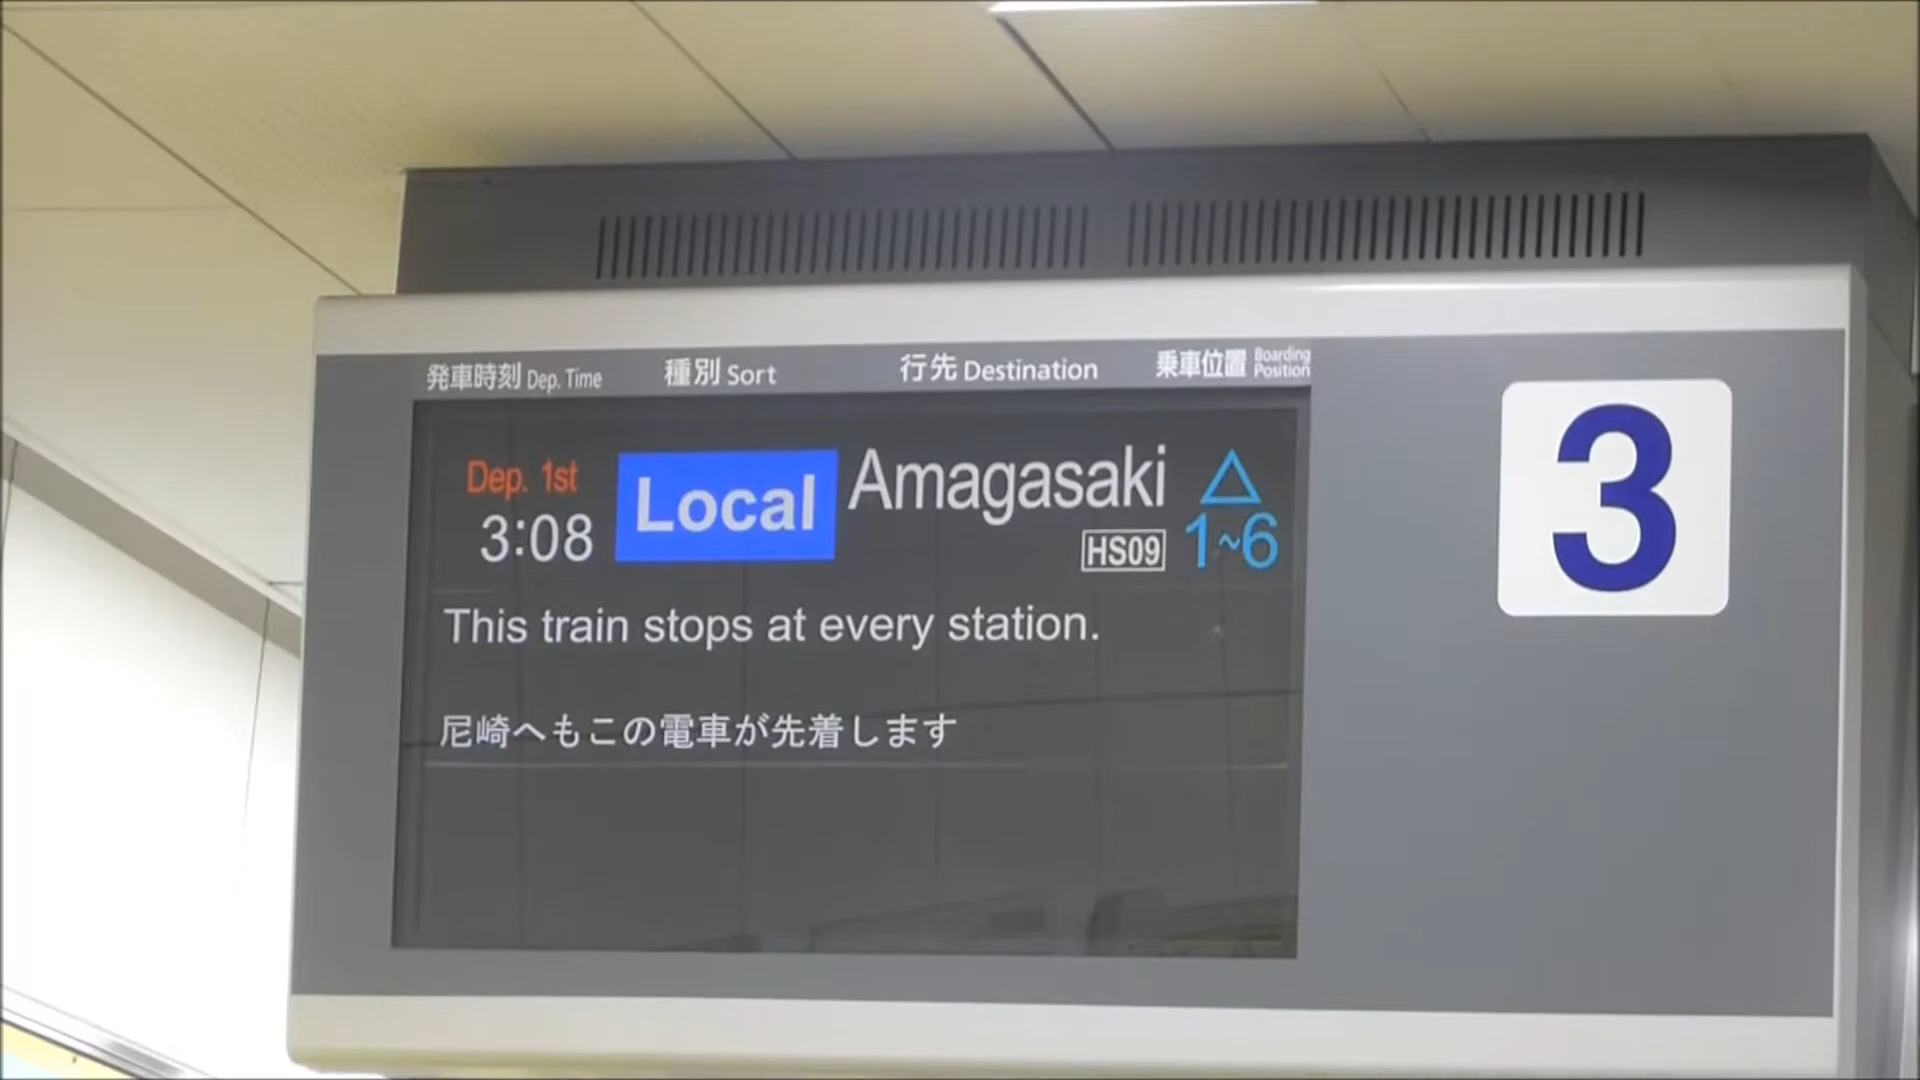 発車時刻 Dep. Time 種別 Sort 行先 Destination 乗車位置 Boarding Position
Dep. 1st
3:08 Local Amagasaki △
HS09 1~6
This train stops at every station.
尼崎へもこの電車が先着します
3